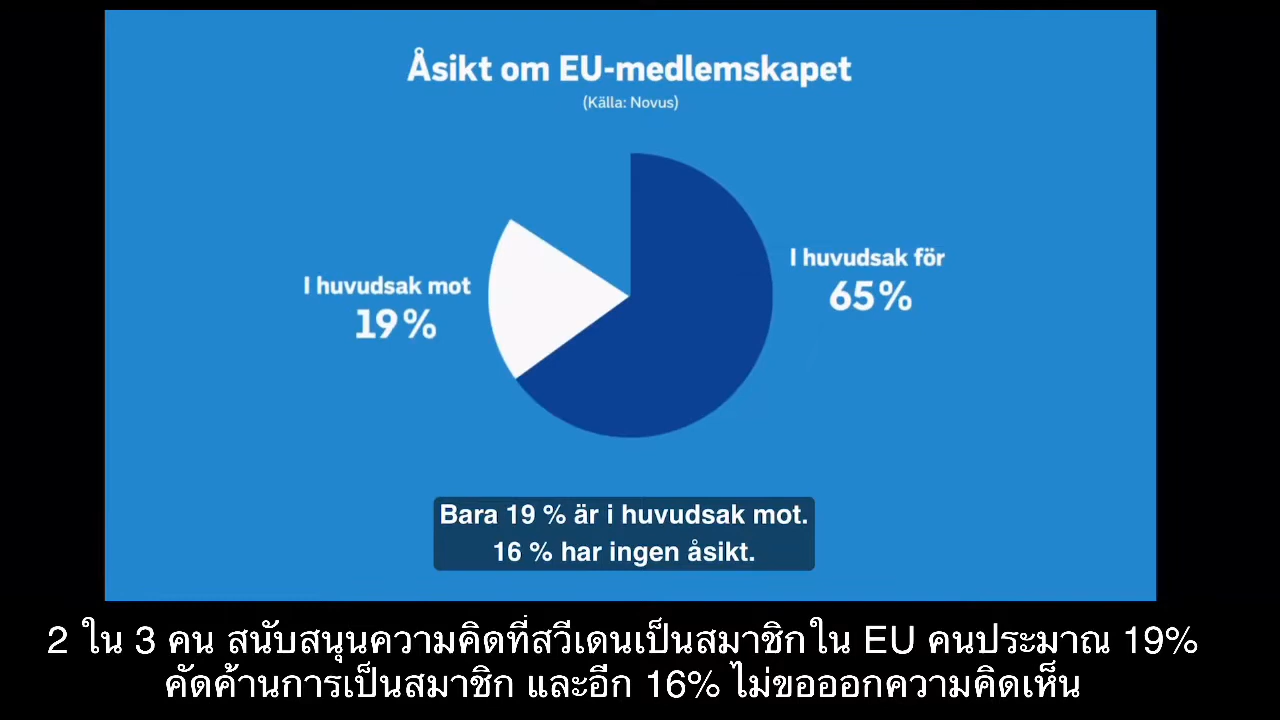 Åsikt om EU-medlemskapet
(Källa: Novus)
I huvudsak för
65%
I huvudsak mot
19%
Bara 19 % är i huvudsak mot.
16 % har ingen åsikt.
2 ใน 3 คน สนับสนุนความคิดที่สวีเดนเป็นสมาชิกใน EU คนประมาณ 19%
คัดค้านการเป็นสมาชิก และอีก 16% ไม่ขอออกความคิดเห็น